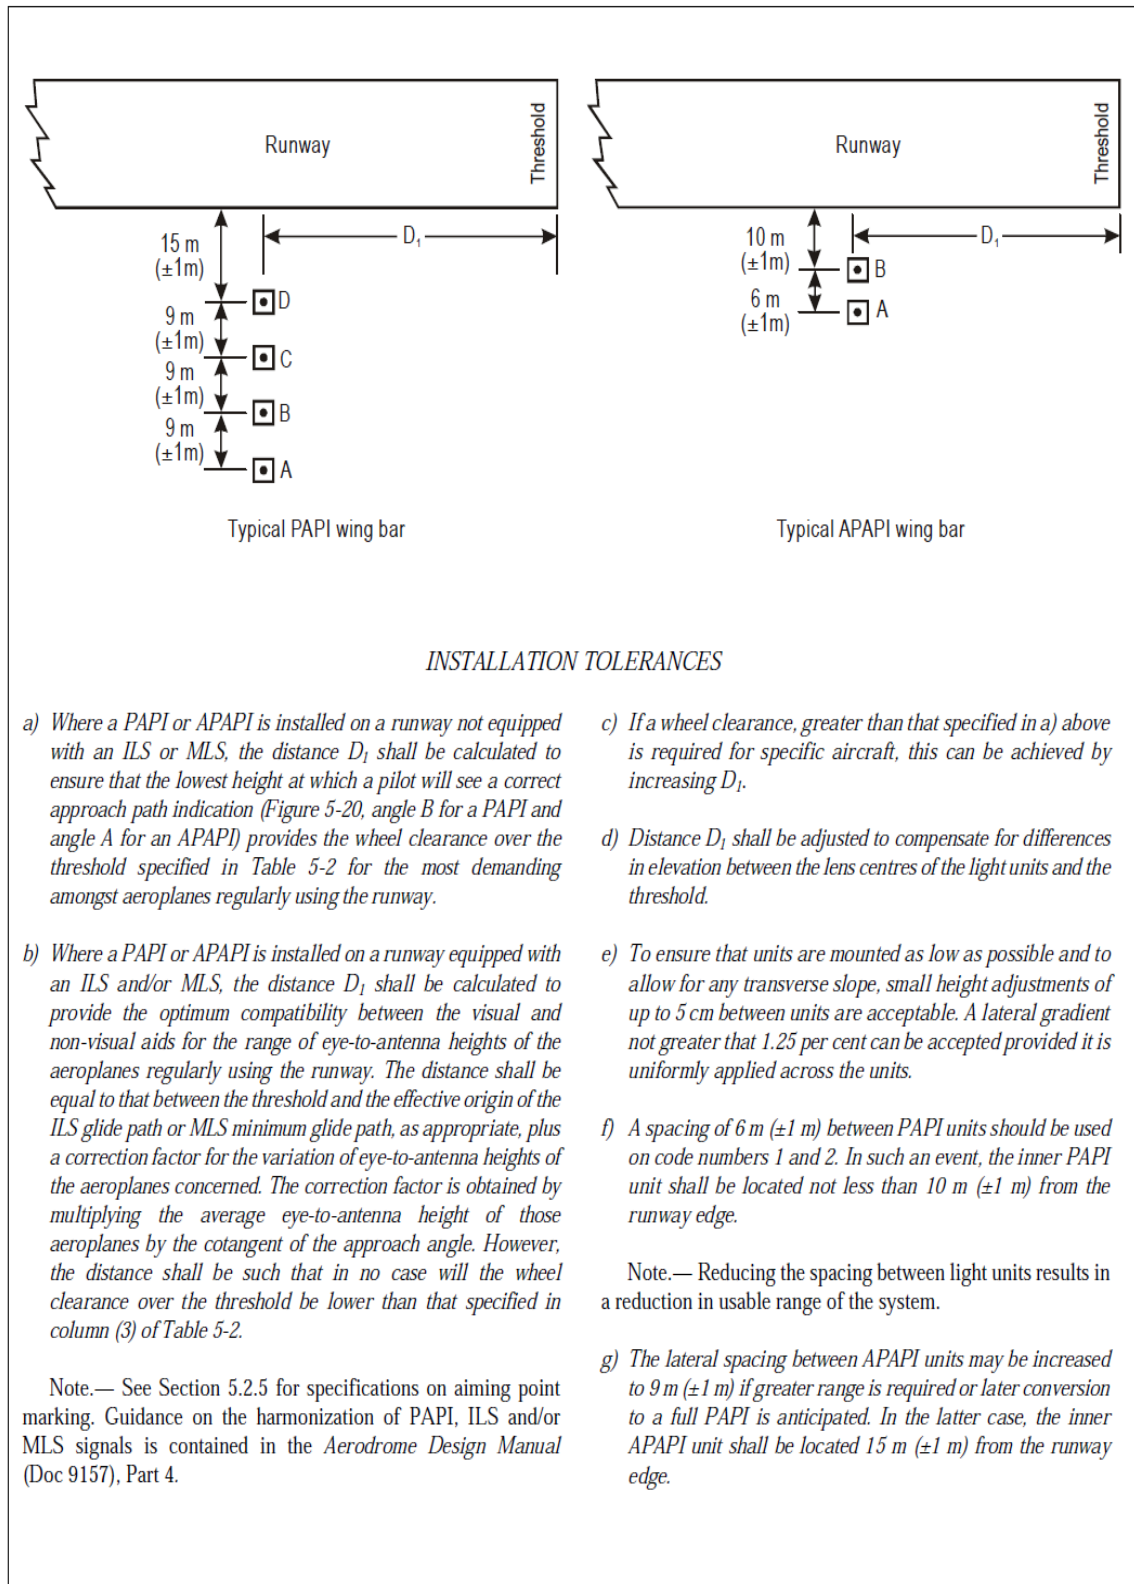 Runway
Threshold
D₁
15 m
(±1m)
D
9 m
(±1m)
C
9 m
(±1m)
B
9 m
(±1m)
A
Typical PAPI wing bar
Runway
Threshold
D₁
10 m
(±1m)
B
6 m
(±1m)
A
Typical APAPI wing bar
INSTALLATION TOLERANCES
a) Where a PAPI or APAPI is installed on a runway not equipped
with an ILS or MLS, the distance D₁ shall be calculated to
ensure that the lowest height at which a pilot will see a correct
approach path indication (Figure 5-20, angle B for a PAPI and
angle A for an APAPI) provides the wheel clearance over the
threshold specified in Table 5-2 for the most demanding
amongst aeroplanes regularly using the runway.
b) Where a PAPI or APAPI is installed on a runway equipped with
an ILS and/or MLS, the distance D₁ shall be calculated to
provide the optimum compatibility between the visual and
non-visual aids for the range of eye-to-antenna heights of the
aeroplanes regularly using the runway. The distance shall be
equal to that between the threshold and the effective origin of the
ILS glide path or MLS minimum glide path, as appropriate, plus
a correction factor for the variation of eye-to-antenna heights of
the aeroplanes concerned. The correction factor is obtained by
multiplying the average eye-to-antenna height of those
aeroplanes by the cotangent of the approach angle. However,
the distance shall be such that in no case will the wheel
clearance over the threshold be lower than that specified in
column (3) of Table 5-2.
Note.— See Section 5.2.5 for specifications on aiming point
marking. Guidance on the harmonization of PAPI, ILS and/or
MLS signals is contained in the Aerodrome Design Manual
(Doc 9157), Part 4.
c) If a wheel clearance, greater than that specified in a) above
is required for specific aircraft, this can be achieved by
increasing D₁.
d) Distance D₁ shall be adjusted to compensate for differences
in elevation between the lens centres of the light units and the
threshold.
e) To ensure that units are mounted as low as possible and to
allow for any transverse slope, small height adjustments of
up to 5 cm between units are acceptable. A lateral gradient
not greater that 1.25 per cent can be accepted provided it is
uniformly applied across the units.
f) A spacing of 6 m (±1 m) between PAPI units should be used
on code numbers 1 and 2. In such an event, the inner PAPI
unit shall be located not less than 10 m (±1 m) from the
runway edge.
Note.— Reducing the spacing between light units results in
a reduction in usable range of the system.
g) The lateral spacing between APAPI units may be increased
to 9 m (±1 m) if greater range is required or later conversion
to a full PAPI is anticipated. In the latter case, the inner
APAPI unit shall be located 15 m (±1 m) from the runway
edge.